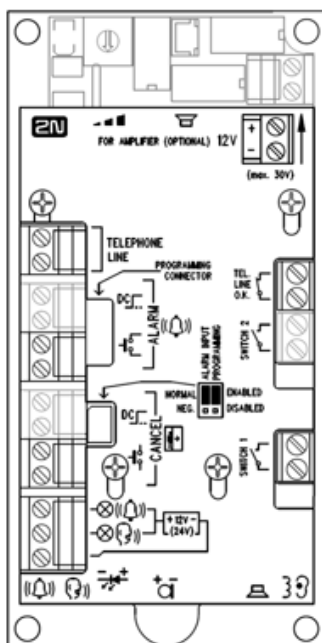 2N
FOR AMPLIFIER (OPTIONAL) 12V
+
-
(max. 30V)
TELEPHONE
LINE
PROGRAMMING
CONNECTOR
TEL.
LINE
O.K.
DC
ALARM
SWITCH 2
ALARM INPUT
PROGRAMMING
NORMAL
ENABLED
NEG.
DISABLED
DC
CANCEL
SWITCH 1
+ 12V -
(24V)
- +
+ -